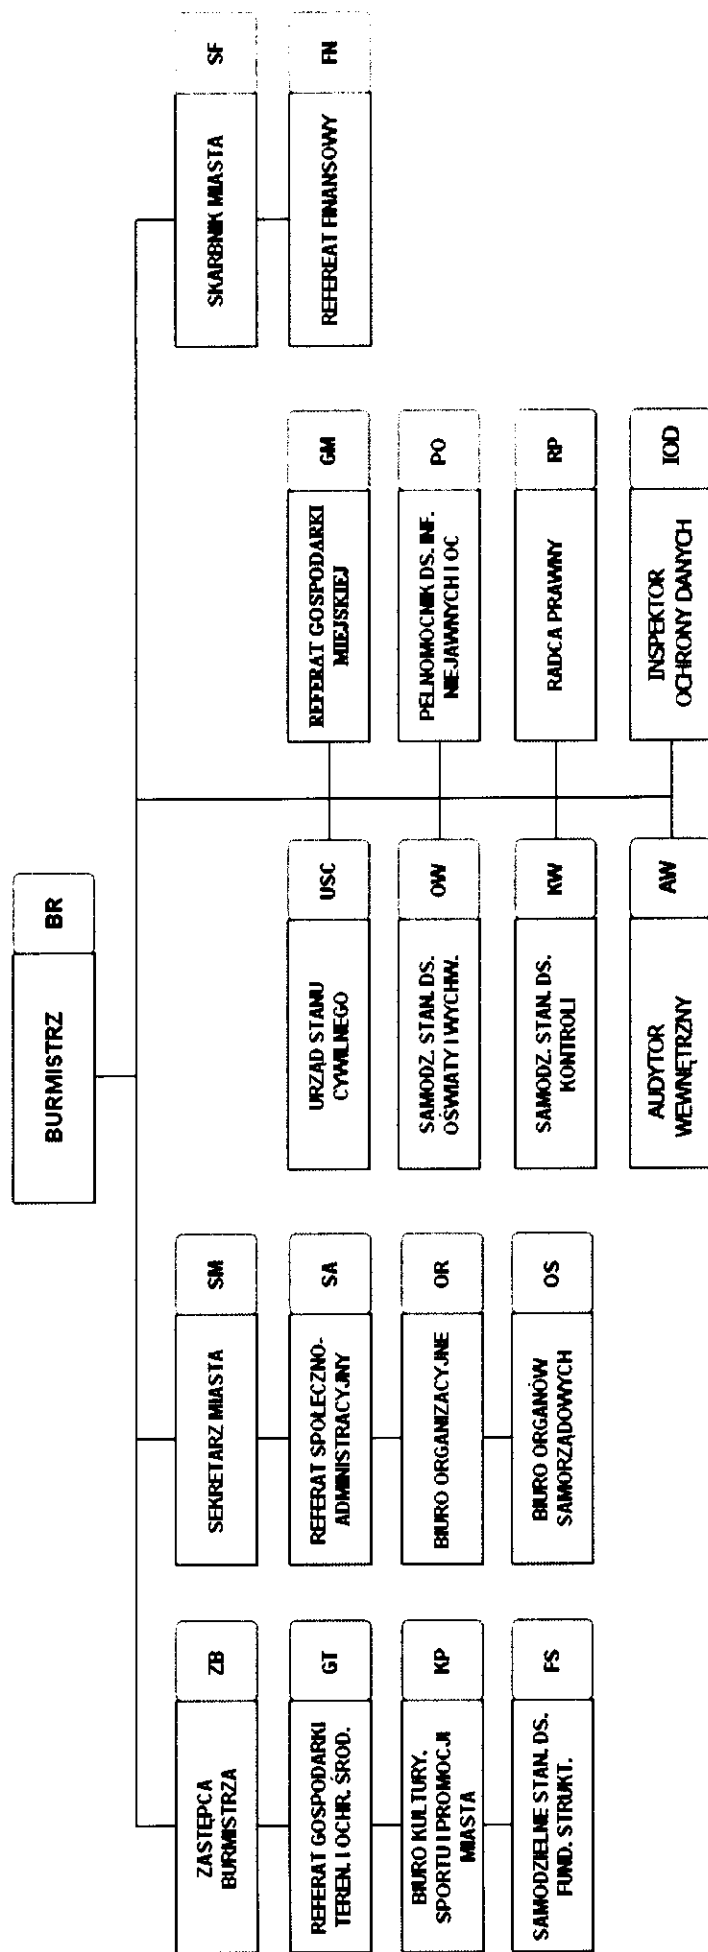 BURMISTRZ
BR
ZASTĘPCA
BURMISTRZA
ZB
REFERAT GOSPODARKI
TEREN. I OCHR. ŚROD.
GT
BIURO KULTURY.
SPORTU I PROMOCJI
MIASTA
KP
SAMODZIELNE STAN. DS.
FUND. STRUKT.
FS
SEKRETARZ MIASTA
SM
REFERAT SPOŁECZNO-
ADMINISTRACYJNY
SA
BIURO ORGANIZACYJNE
OR
BIURO ORGANÓW
SAMORZĄDOWYCH
OS
URZĄD STANU
CYWILNEGO
USC
SAMODZ. STAN. DS.
OŚWIATY I WYCHW.
OW
SAMODZ. STAN. DS.
KONTROLI
KW
AUDYTOR
WEWNĘTRZNY
AW
REFERAT GOSPODARKI
MIEJSKIEJ
GM
PEŁNOMOCNIK DS. INF.
NIEJAWNYCH I OC
PO
RADCA PRAWNY
RP
INSPEKTOR
OCHRONY DANYCH
IOD
SKARBNIK MIASTA
SF
REFEREAT FINANSOWY
FN